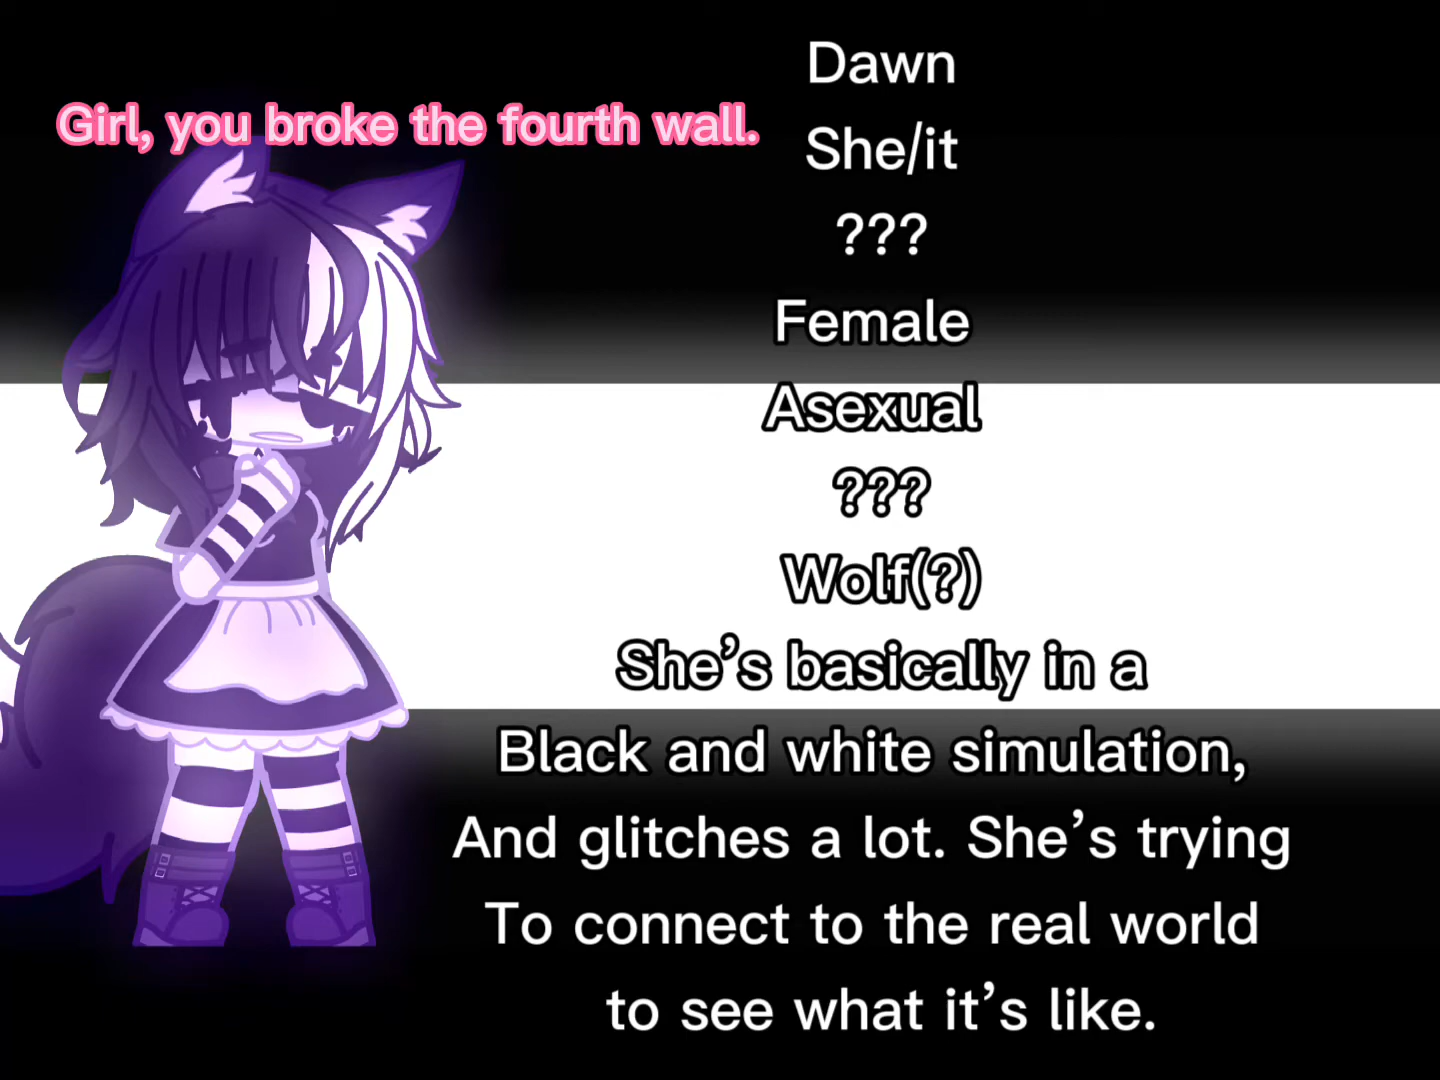 Dawn
Girl, you broke the fourth wall.
She/it
???
Female
Asexual
???
Wolf(?)
She’s basically in a
Black and white simulation,
And glitches a lot. She’s trying
To connect to the real world
to see what it’s like.